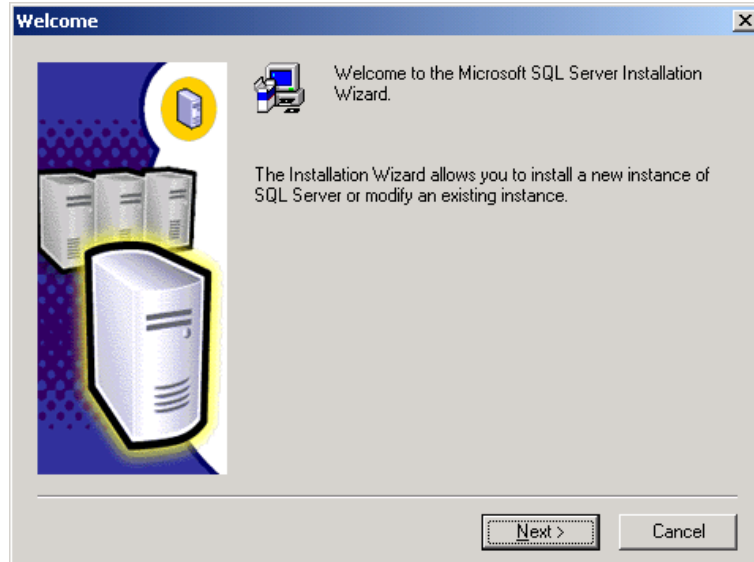 Welcome
Welcome to the Microsoft SQL Server Installation
Wizard.
The Installation Wizard allows you to install a new instance of
SQL Server or modify an existing instance.
Next >
Cancel